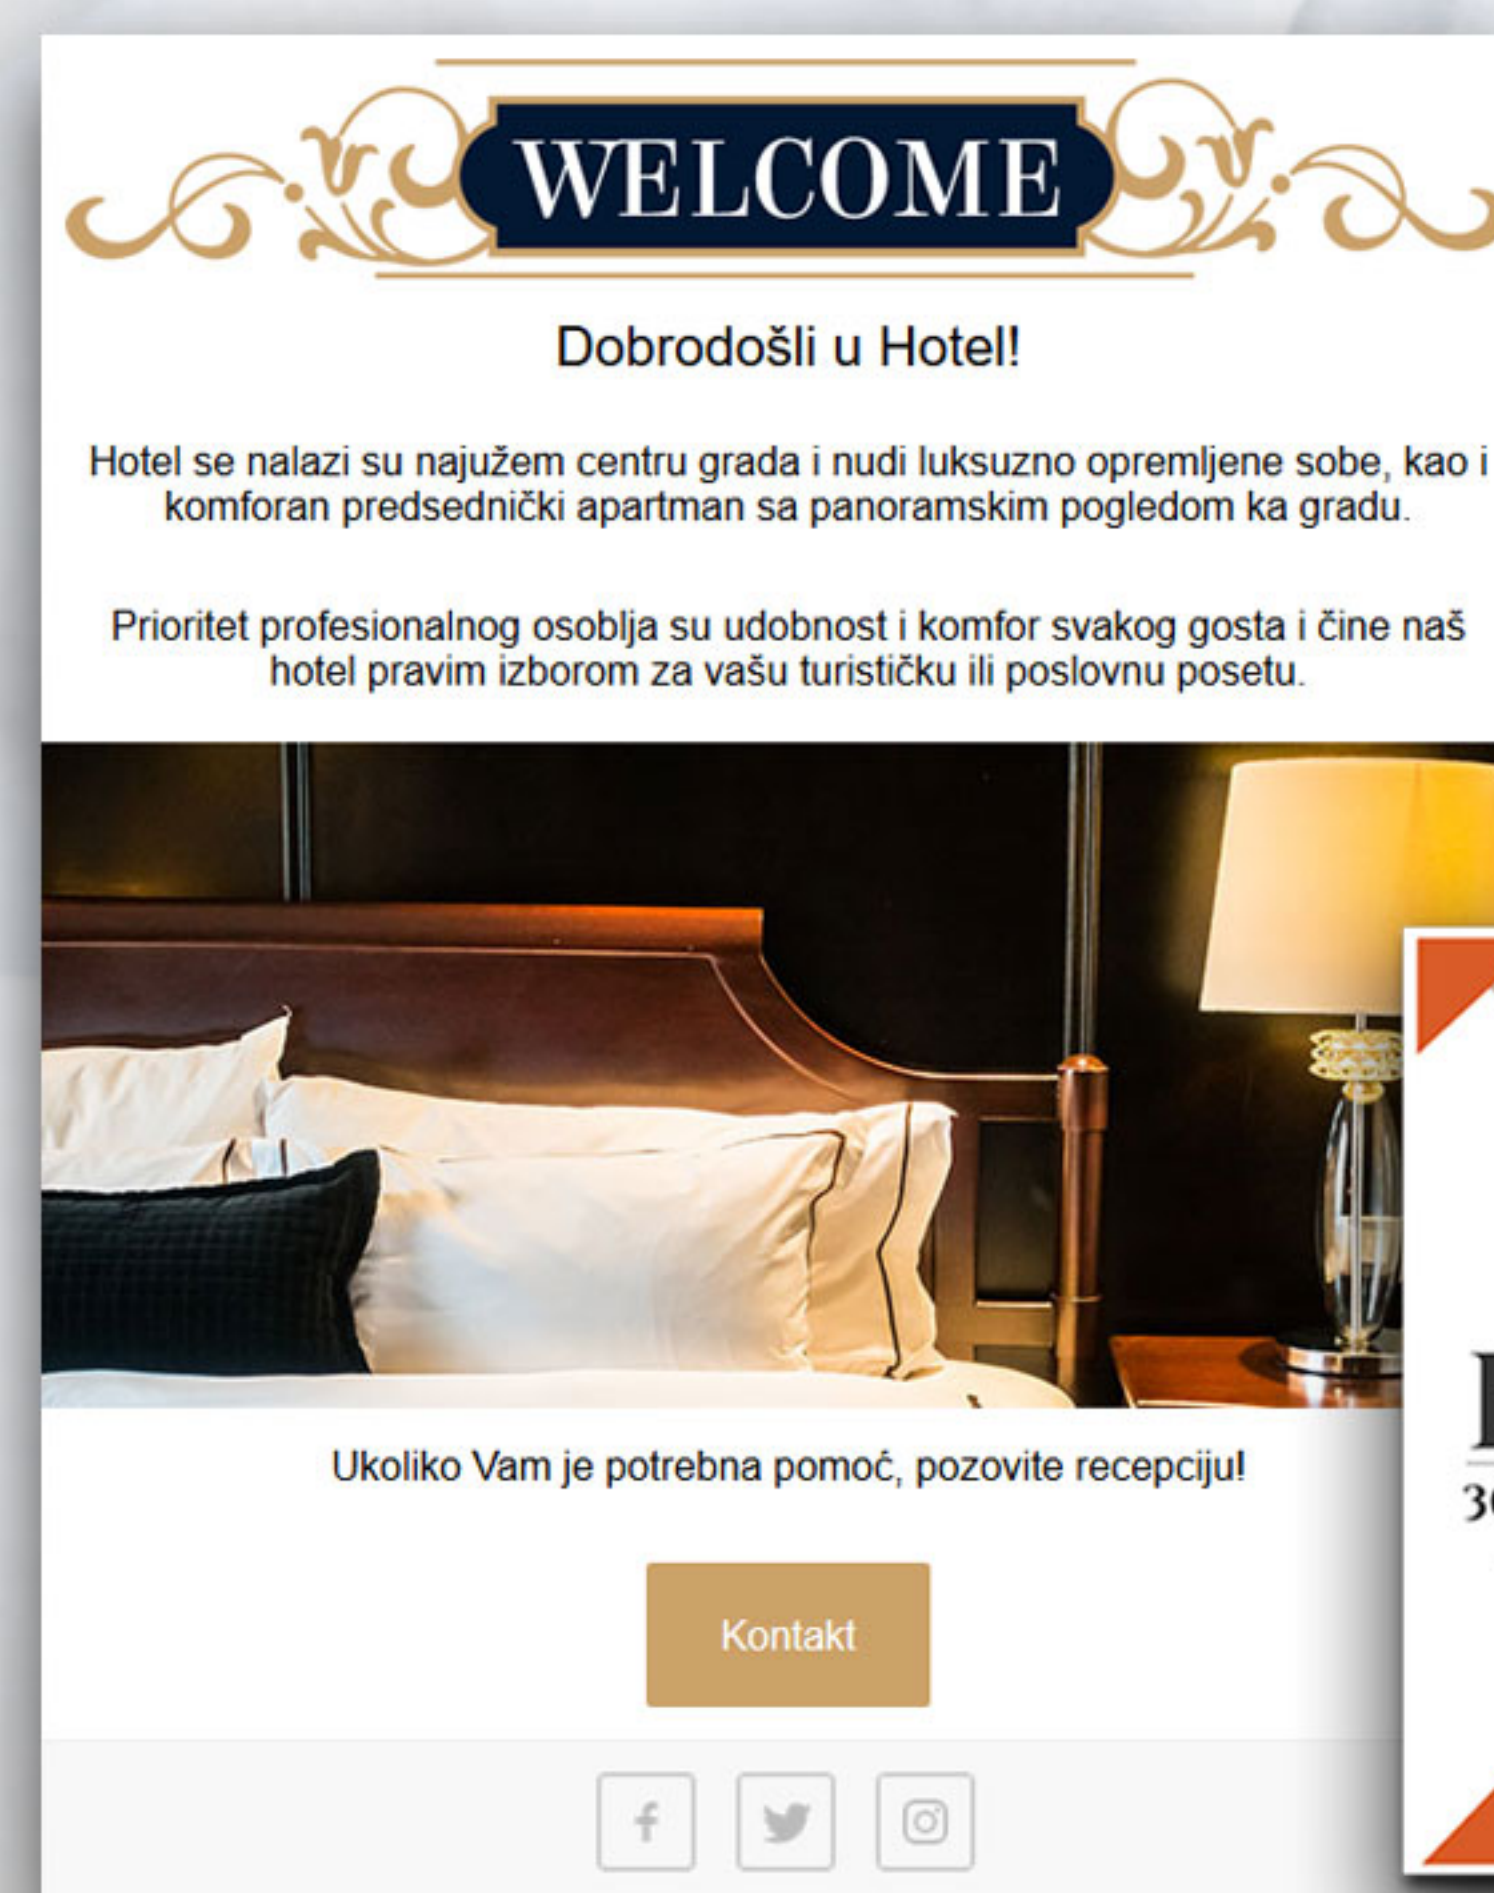 WELCOME
Dobrodošli u Hotel!
Hotel se nalazi su najužem centru grada i nudi luksuzno opremljene sobe, kao i
komforan predsednički apartman sa panoramskim pogledom ka gradu.
Prioritet profesionalnog osoblja su udobnost i komfor svakog gosta i čine naš
hotel pravim izborom za vašu turističku ili poslovnu posetu.
Ukoliko Vam je potrebna pomoć, pozovite recepciju!
Kontakt